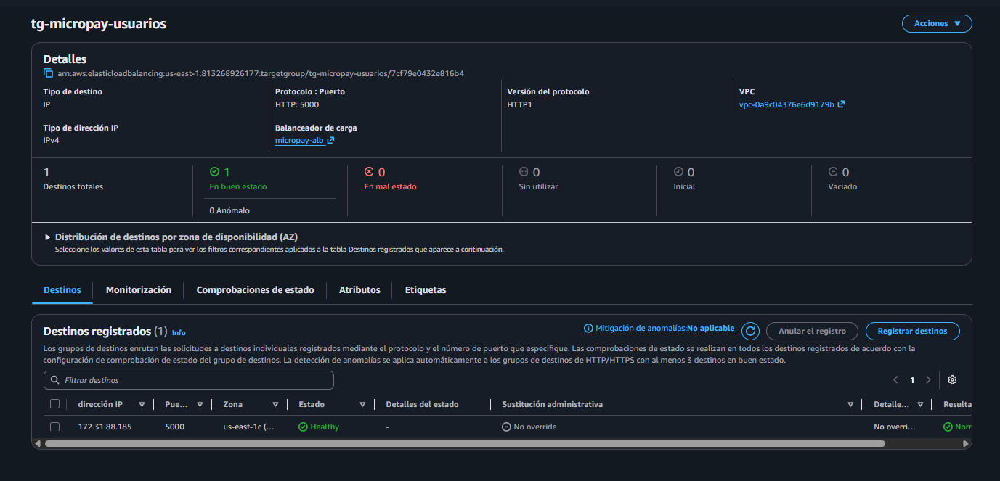 tg-micropay-usuarios
Acciones
Detalles
arn:aws:elasticloadbalancing:us-east-1:813268926177:targetgroup/tg-micropay-usuarios/7cf79e0432e816b4
Tipo de destino
IP
Protocolo : Puerto
HTTP: 5000
Versión del protocolo
HTTP1
VPC
vpc-0a9c04376e6d9179b
Tipo de dirección IP
IPv4
Balanceador de carga
micropay-alb
1
Destinos totales
1
En buen estado
0 Anómalo
0
En mal estado
0
Sin utilizar
0
Inicial
0
Vaciado
Distribución de destinos por zona de disponibilidad (AZ)
Seleccione los valores de esta tabla para ver los filtros correspondientes aplicados a la tabla Destinos registrados que aparece a continuación.
Destinos Monitorización Comprobaciones de estado Atributos Etiquetas
Destinos registrados (1) Info
Mitigación de anomalías:No aplicable
Anular el registro
Registrar destinos
Los grupos de destinos enrutan las solicitudes a destinos individuales registrados mediante el protocolo y el número de puerto que especifique. Las comprobaciones de estado se realizan en todos los destinos registrados de acuerdo con la
configuración de comprobación de estado del grupo de destinos. La detección de anomalías se aplica automáticamente a los grupos de destinos de HTTP/HTTPS con al menos 3 destinos en buen estado.
Filtrar destinos
1
dirección IP Pue... Zona Estado Detalles del estado Sustitución administrativa Detalle... Resulta
172.31.88.185 5000 us-east-1c (... Healthy - No override No overri... Norr